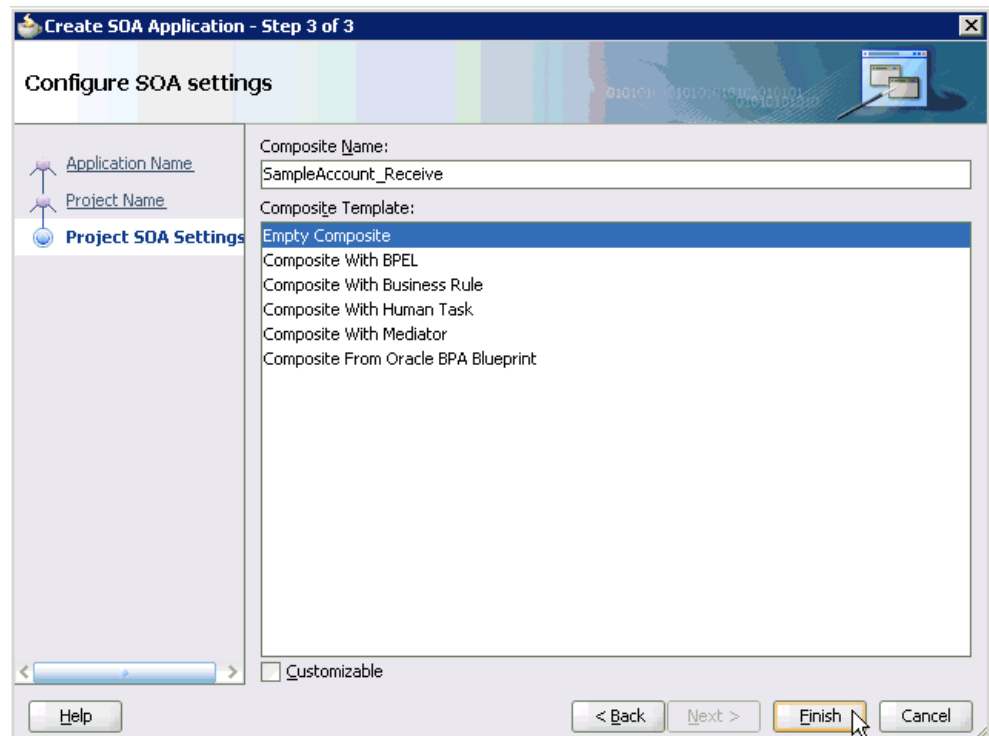 Create SOA Application - Step 3 of 3
Configure SOA settings
Application Name
Project Name
Project SOA Settings
Composite Name:
SampleAccount_Receive
Composite Template:
Empty Composite
Composite With BPEL
Composite With Business Rule
Composite With Human Task
Composite With Mediator
Composite From Oracle BPA Blueprint
Customizable
Help
< Back
Next >
Finish
Cancel